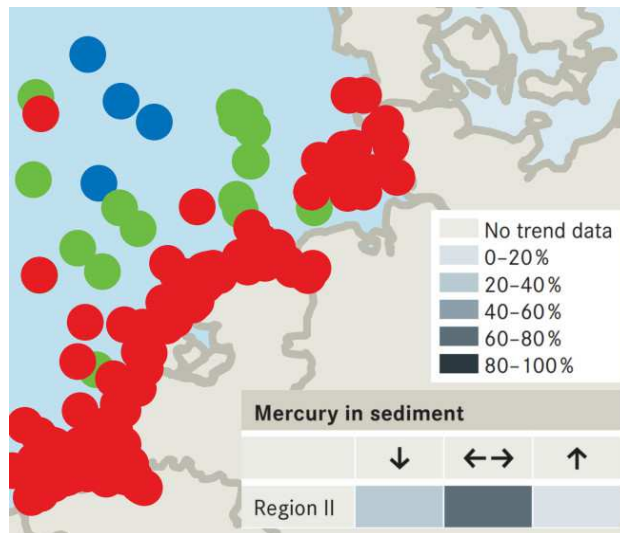 No trend data
0–20%
20–40%
40–60%
60–80%
80–100%
Mercury in sediment
↓ ←→ ↑
Region II